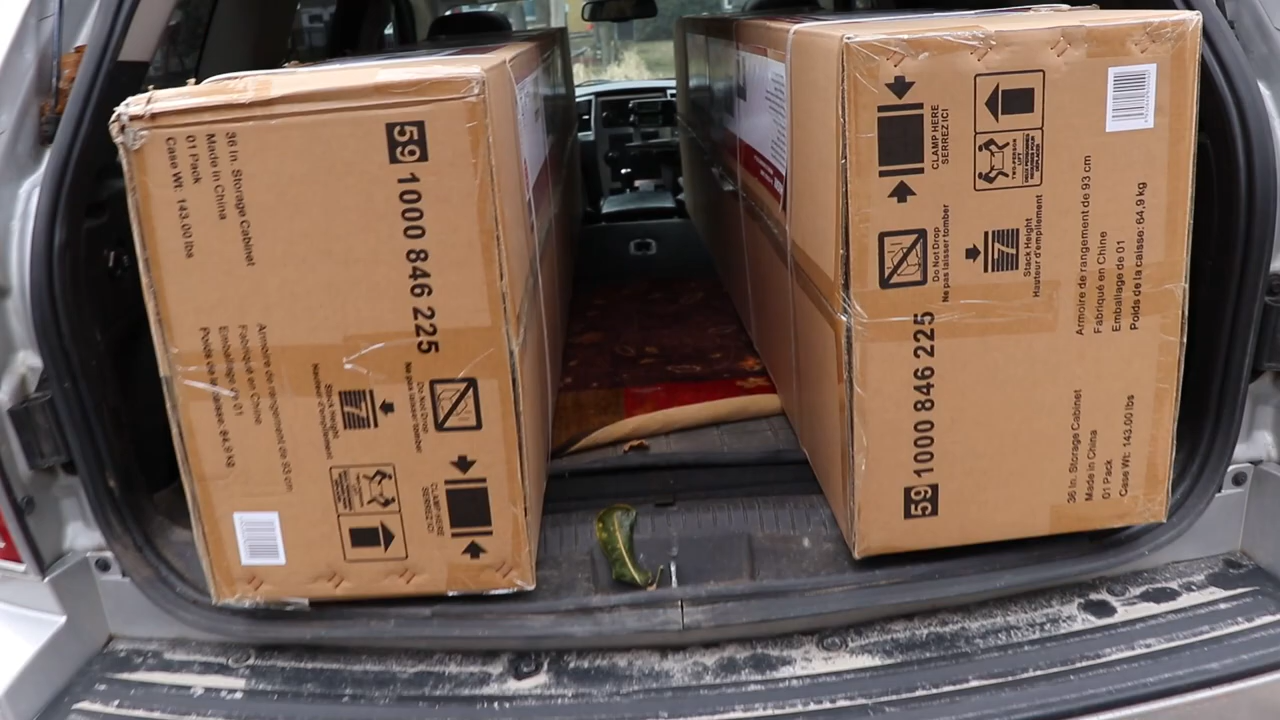 59 1000 846 225
36 In. Storage Cabinet
Made in China
01 Pack
Case Wt: 143.00 lbs
Armoire de rangement de 93 cm
Fabriqué en Chine
Emballage de 01
Poids de la caisse: 64,9 kg
Stack Height
Hauteur d'empilement
7
Do Not Drop
Ne pas laisser tomber
CLAMP HERE
SERREZ ICI
CLAMP HERE
SERREZ ICI
TWO-PERSON
LIFT
Do Not Drop
Ne pas laisser tomber
7
Stack Height
Hauteur d'empilement
59 1000 846 225
Armoire de rangement de 93 cm
Fabriqué en Chine
Emballage de 01
Poids de la caisse: 64,9 kg
36 In. Storage Cabinet
Made in China
01 Pack
Case Wt: 143.00 lbs